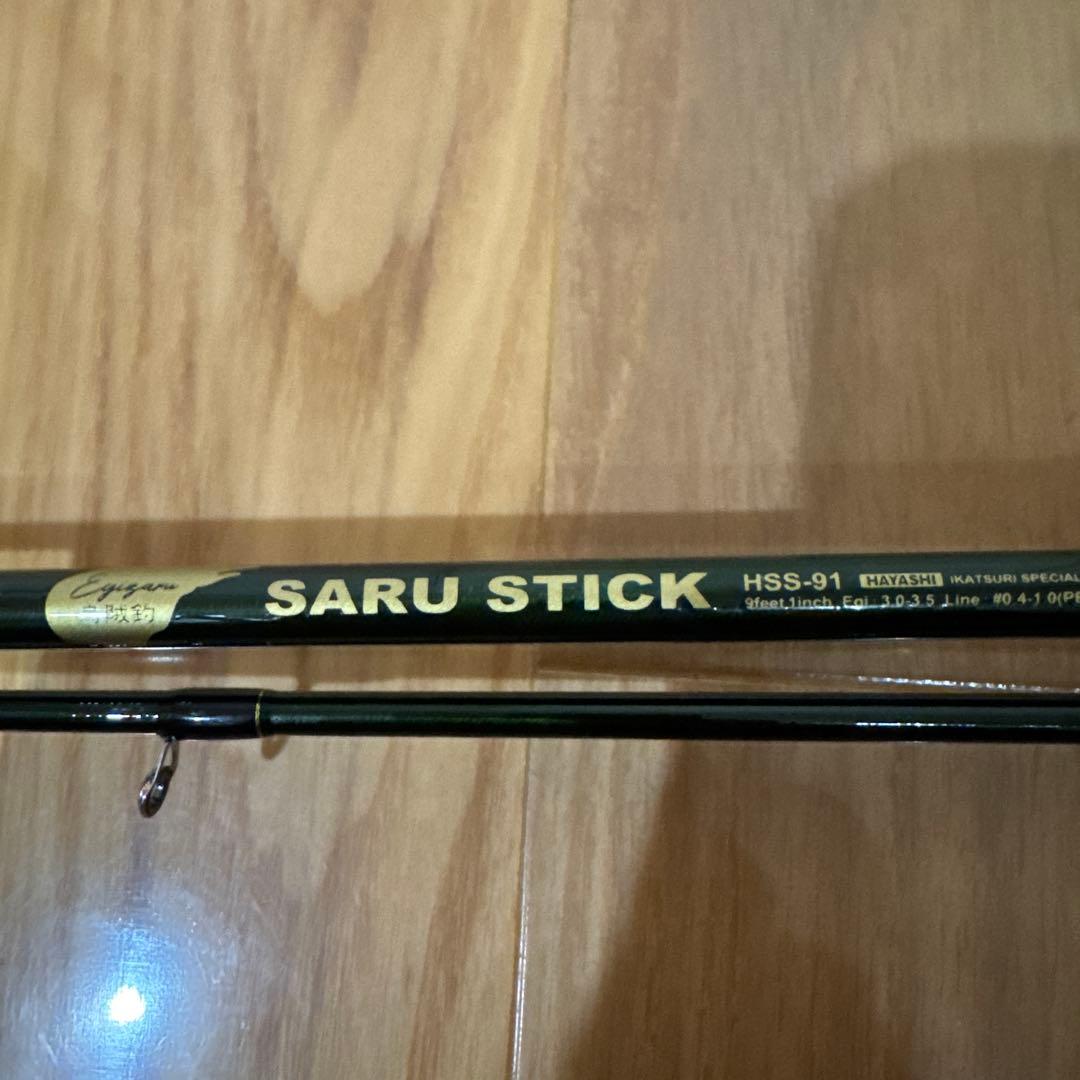 Egizaru
烏賊釣
SARU STICK
HSS-91 HAYASHI IKATSURI SPECIAL
9feet,1inch Egi 3.0-3.5 Line #0.4-1.0(PE